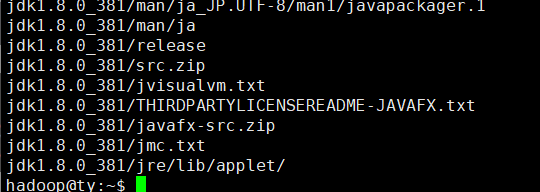 jdk1.8.0_381/man/ja_JP.UTF-8/man1/javapackager.1
jdk1.8.0_381/man/ja
jdk1.8.0_381/release
jdk1.8.0_381/src.zip
jdk1.8.0_381/jvisualvm.txt
jdk1.8.0_381/THIRDPARTYLICENSEREADME-JAVAFX.txt
jdk1.8.0_381/javafx-src.zip
jdk1.8.0_381/jmc.txt
jdk1.8.0_381/jre/lib/applet/
hadoop@ty:~$